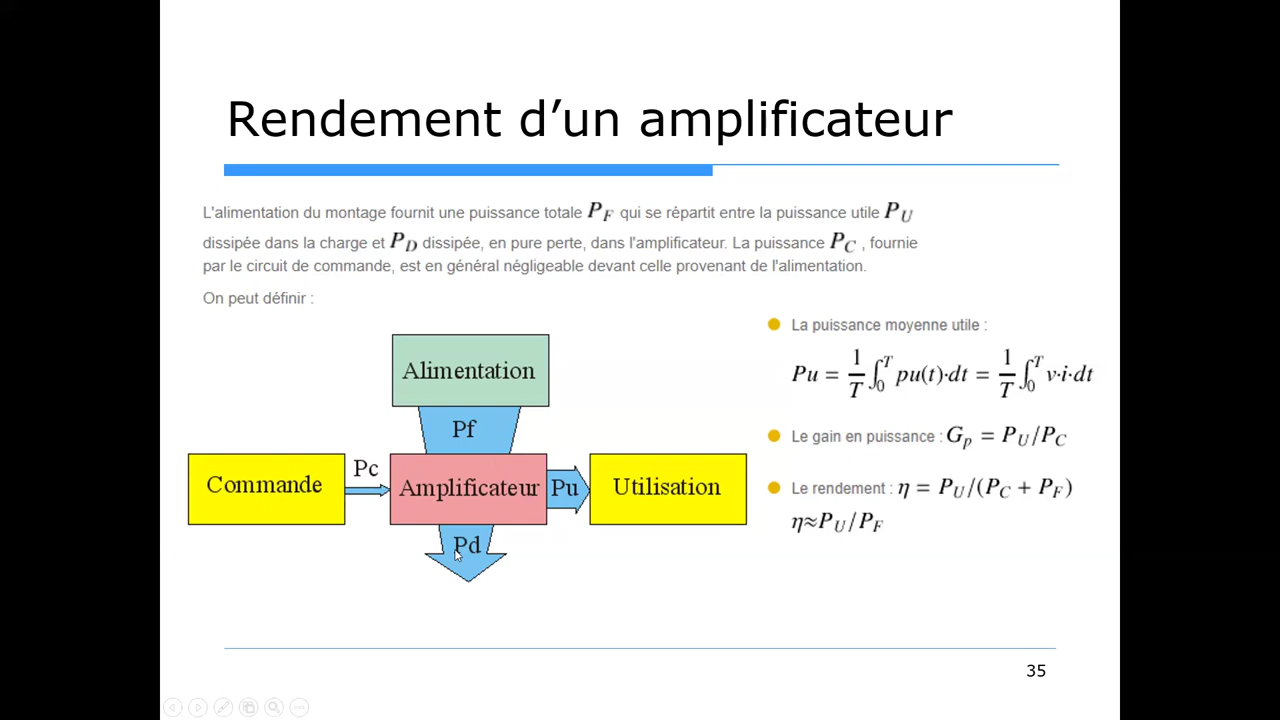 Rendement d’un amplificateur
L'alimentation du montage fournit une puissance totale P_F qui se répartit entre la puissance utile P_U
dissipée dans la charge et P_D dissipée, en pure perte, dans l'amplificateur. La puissance P_C , fournie
par le circuit de commande, est en général négligeable devant celle provenant de l'alimentation.
On peut définir :
Alimentation
Pf
Commande
Pc
Amplificateur
Pu
Utilisation
Pd
La puissance moyenne utile :
Pu = 1/T ∫_0^T pu(t)·dt = 1/T ∫_0^T v·i·dt
Le gain en puissance : G_p = P_U/P_C
Le rendement : η = P_U/(P_C + P_F)
η≈P_U/P_F
35